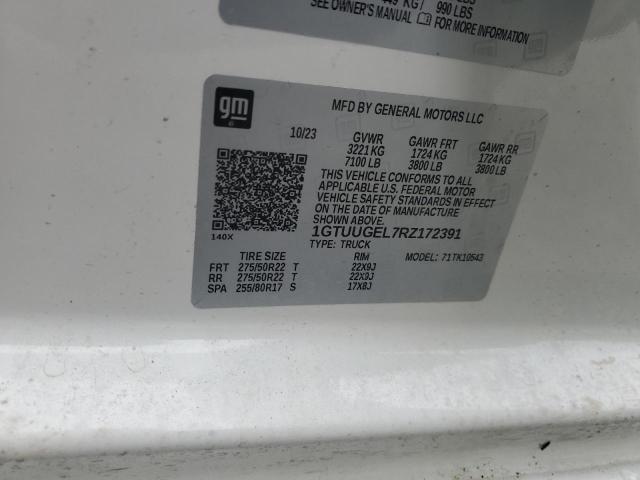 449 KG / 990 LBS
SEE OWNER'S MANUAL FOR MORE INFORMATION
gm
MFD BY GENERAL MOTORS LLC
10/23 GVWR GAWR FRT GAWR RR
3221 KG 1724 KG 1724 KG
7100 LB 3800 LB 3800 LB
THIS VEHICLE CONFORMS TO ALL
APPLICABLE U.S. FEDERAL MOTOR
VEHICLE SAFETY STANDARDS IN EFFECT
ON THE DATE OF MANUFACTURE
SHOWN ABOVE.
140X
1GTUUGEL7RZ172391
TYPE: TRUCK
TIRE SIZE RIM MODEL: 71TK10543
FRT 275/50R22 T 22X9J
RR 275/50R22 T 22X9J
SPA 255/80R17 S 17X8J